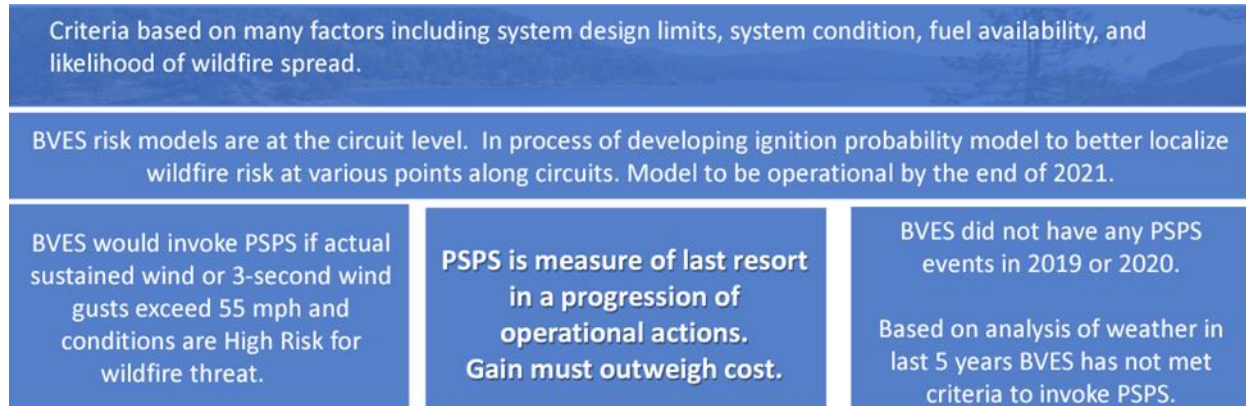 Criteria based on many factors including system design limits, system condition, fuel availability, and
likelihood of wildfire spread.
BVES risk models are at the circuit level.  In process of developing ignition probability model to better localize
wildfire risk at various points along circuits. Model to be operational by the end of 2021.
BVES would invoke PSPS if actual
sustained wind or 3-second wind
gusts exceed 55 mph and
conditions are High Risk for
wildfire threat.
PSPS is measure of last resort
in a progression of
operational actions.
Gain must outweigh cost.
BVES did not have any PSPS
events in 2019 or 2020.
Based on analysis of weather in
last 5 years BVES has not met
criteria to invoke PSPS.